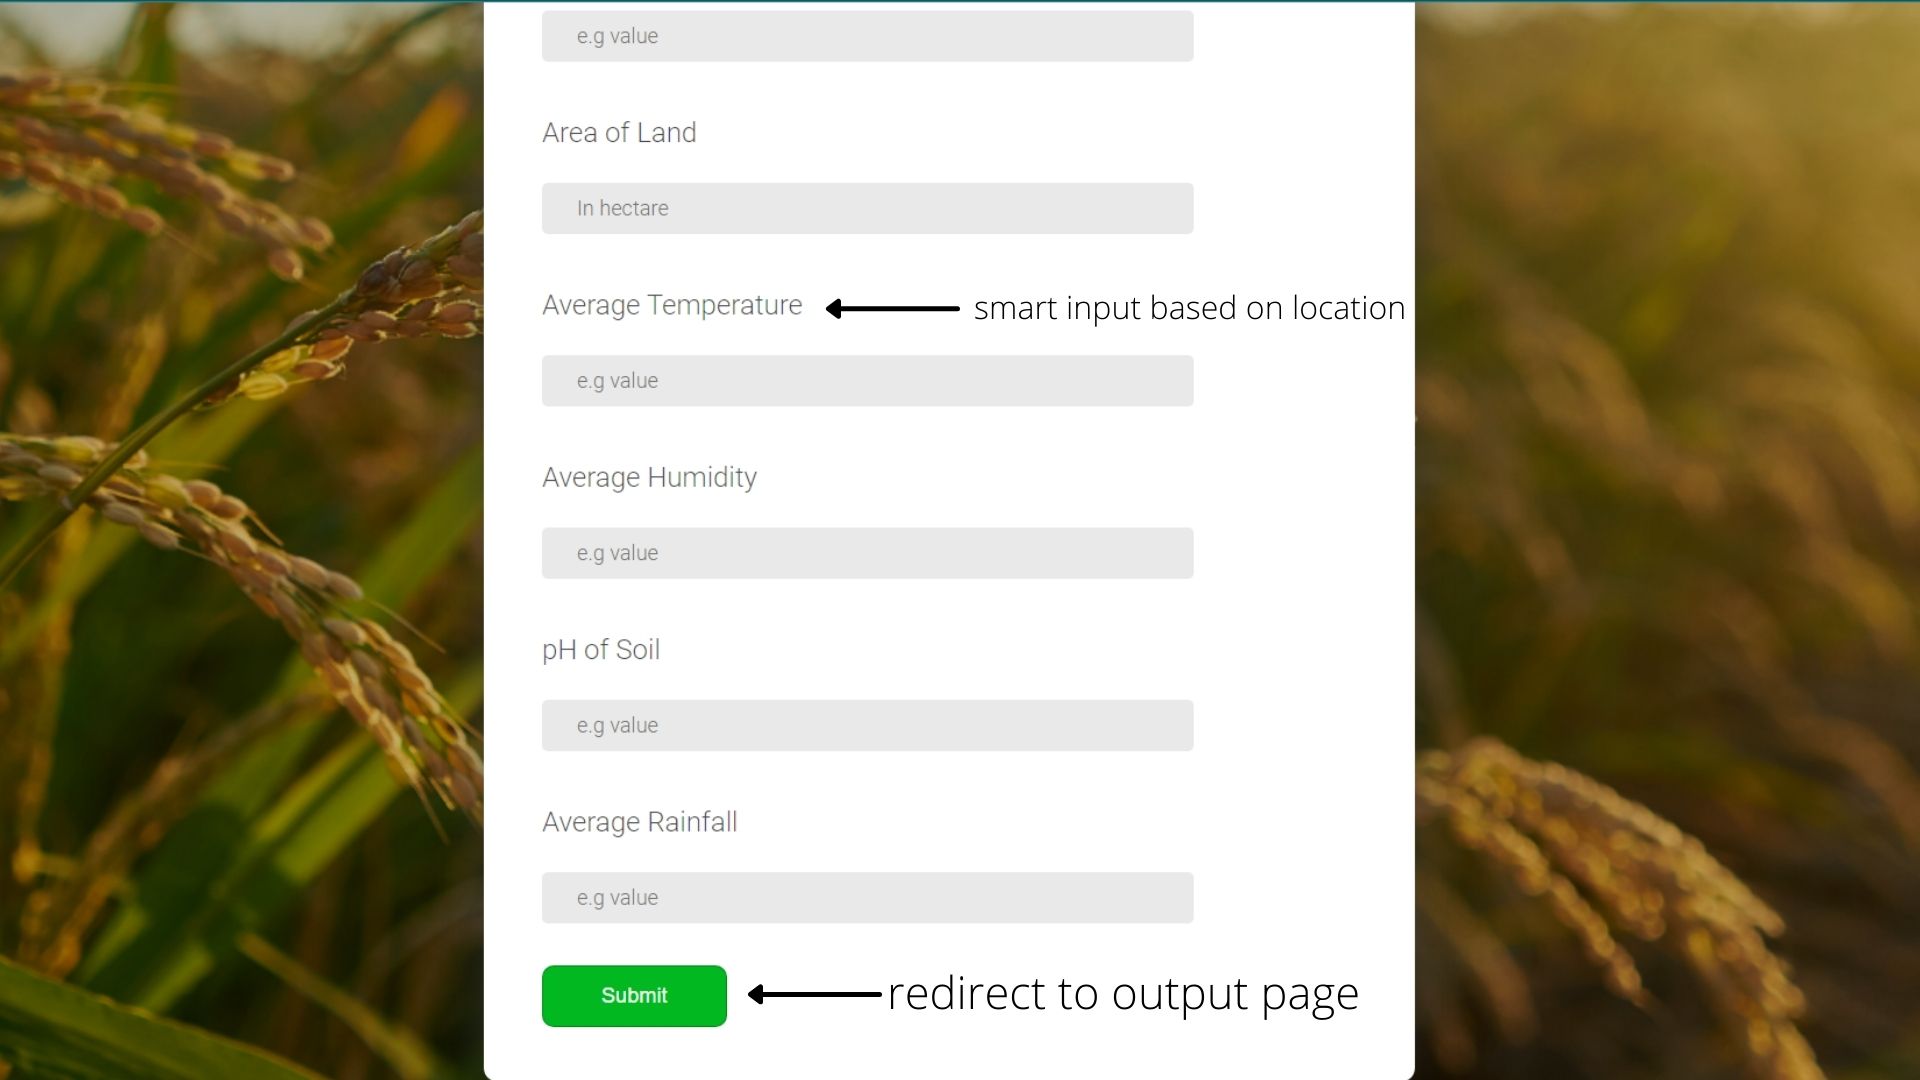 e.g value
Area of Land
In hectare
Average Temperature
smart input based on location
e.g value
Average Humidity
e.g value
pH of Soil
e.g value
Average Rainfall
e.g value
Submit
redirect to output page